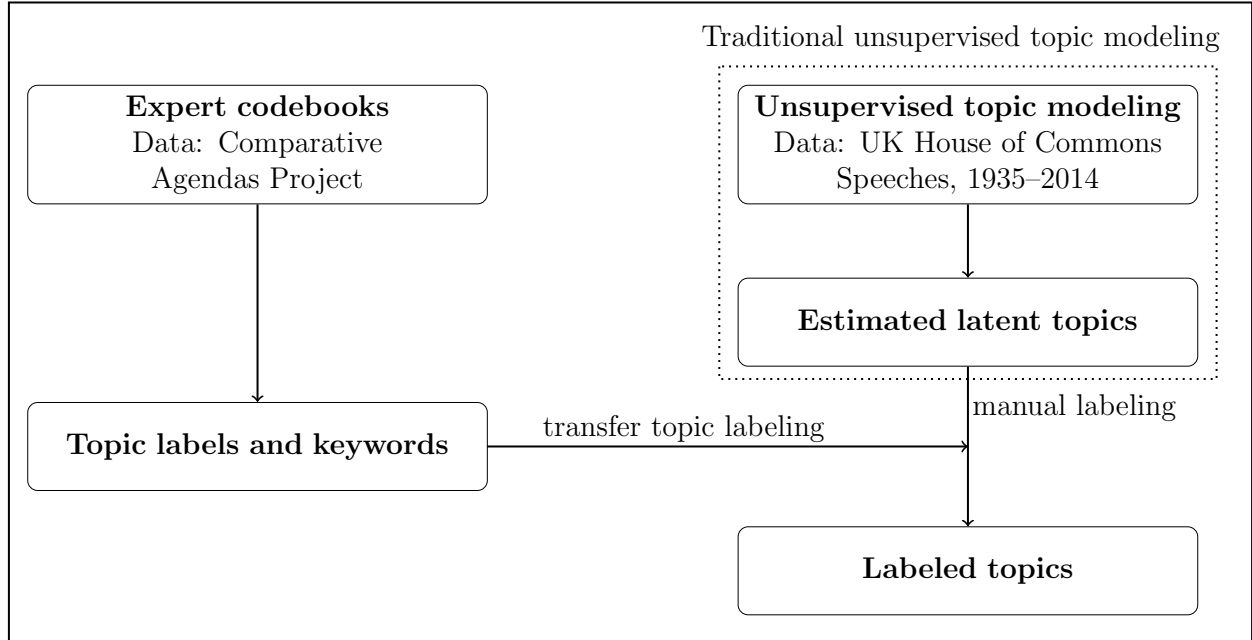 Traditional unsupervised topic modeling
Expert codebooks
Data: Comparative
Agendas Project
Unsupervised topic modeling
Data: UK House of Commons
Speeches, 1935–2014
Estimated latent topics
manual labeling
Topic labels and keywords
transfer topic labeling
Labeled topics